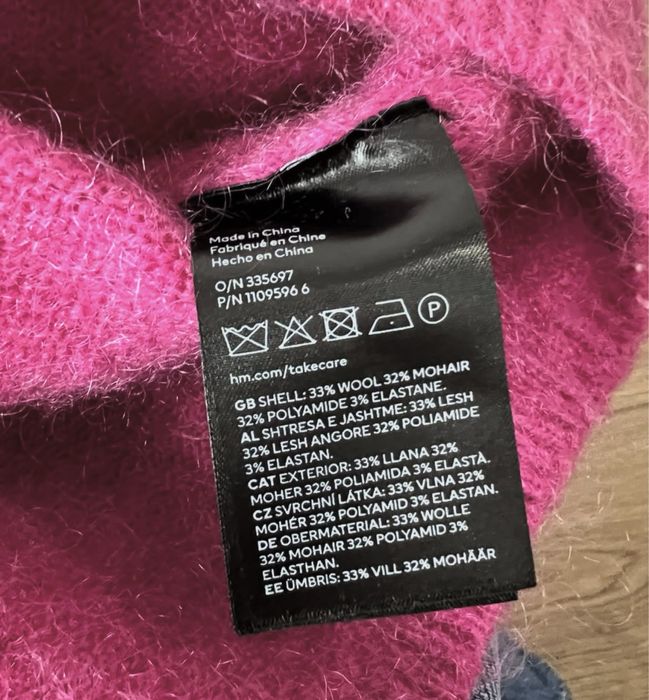 Made in China
Fabriqué en Chine
Hecho en China
O/N 335697
P/N 1109596 6
P
hm.com/takecare
GB SHELL: 33% WOOL 32% MOHAIR
32% POLYAMIDE 3% ELASTANE.
AL SHTRESA E JASHTME: 33% LESH
32% LESH ANGORE 32% POLIAMIDE
3% ELASTAN.
CAT EXTERIOR: 33% LLANA 32%
MOHER 32% POLIAMIDA 3% ELASTÀ.
CZ SVRCHNÍ LÁTKA: 33% VLNA 32%
MOHÉR 32% POLYAMID 3% ELASTAN.
DE OBERMATERIAL: 33% WOLLE
32% MOHAIR 32% POLYAMID 3%
ELASTHAN.
EE ÜMBRIS: 33% VILL 32% MOHÄÄR